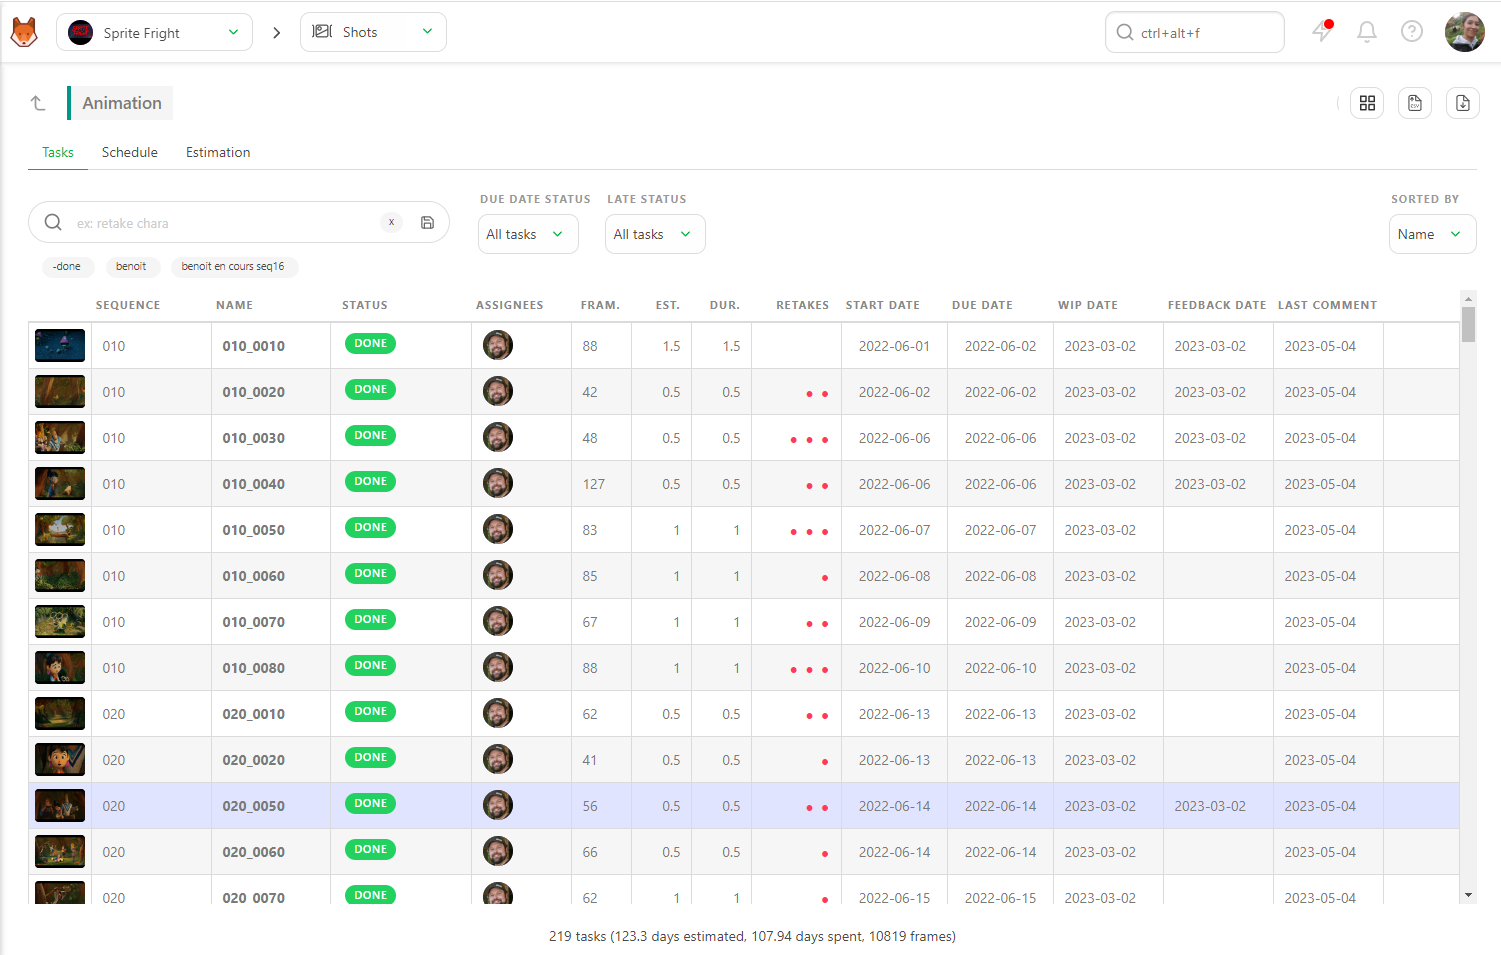 Sprite Fright
Shots
ctrl+alt+f
Animation
Tasks Schedule Estimation
DUE DATE STATUS LATE STATUS SORTED BY
ex: retake chara x All tasks All tasks Name
-done benoit benoit en cours seq16
SEQUENCE NAME STATUS ASSIGNEES FRAM. EST. DUR. RETAKES START DATE DUE DATE WIP DATE FEEDBACK DATE LAST COMMENT
010 010_0010 DONE 88 1.5 1.5 2022-06-01 2022-06-02 2023-03-02 2023-03-02 2023-05-04
010 010_0020 DONE 42 0.5 0.5 2022-06-02 2022-06-02 2023-03-02 2023-03-02 2023-05-04
010 010_0030 DONE 48 0.5 0.5 2022-06-06 2022-06-06 2023-03-02 2023-03-02 2023-05-04
010 010_0040 DONE 127 0.5 0.5 2022-06-06 2022-06-06 2023-03-02 2023-03-02 2023-05-04
010 010_0050 DONE 83 1 1 2022-06-07 2022-06-07 2023-03-02 2023-05-04
010 010_0060 DONE 85 1 1 2022-06-08 2022-06-08 2023-03-02 2023-05-04
010 010_0070 DONE 67 1 1 2022-06-09 2022-06-09 2023-03-02 2023-05-04
010 010_0080 DONE 88 1 1 2022-06-10 2022-06-10 2023-03-02 2023-05-04
020 020_0010 DONE 62 0.5 0.5 2022-06-13 2022-06-13 2023-03-02 2023-05-04
020 020_0020 DONE 41 0.5 0.5 2022-06-13 2022-06-13 2023-03-02 2023-05-04
020 020_0050 DONE 56 0.5 0.5 2022-06-14 2022-06-14 2023-03-02 2023-03-02 2023-05-04
020 020_0060 DONE 66 0.5 0.5 2022-06-14 2022-06-14 2023-03-02 2023-05-04
020 020_0070 DONE 62 1 1 2022-06-15 2022-06-15 2023-03-02 2023-05-04
219 tasks (123.3 days estimated, 107.94 days spent, 10819 frames)